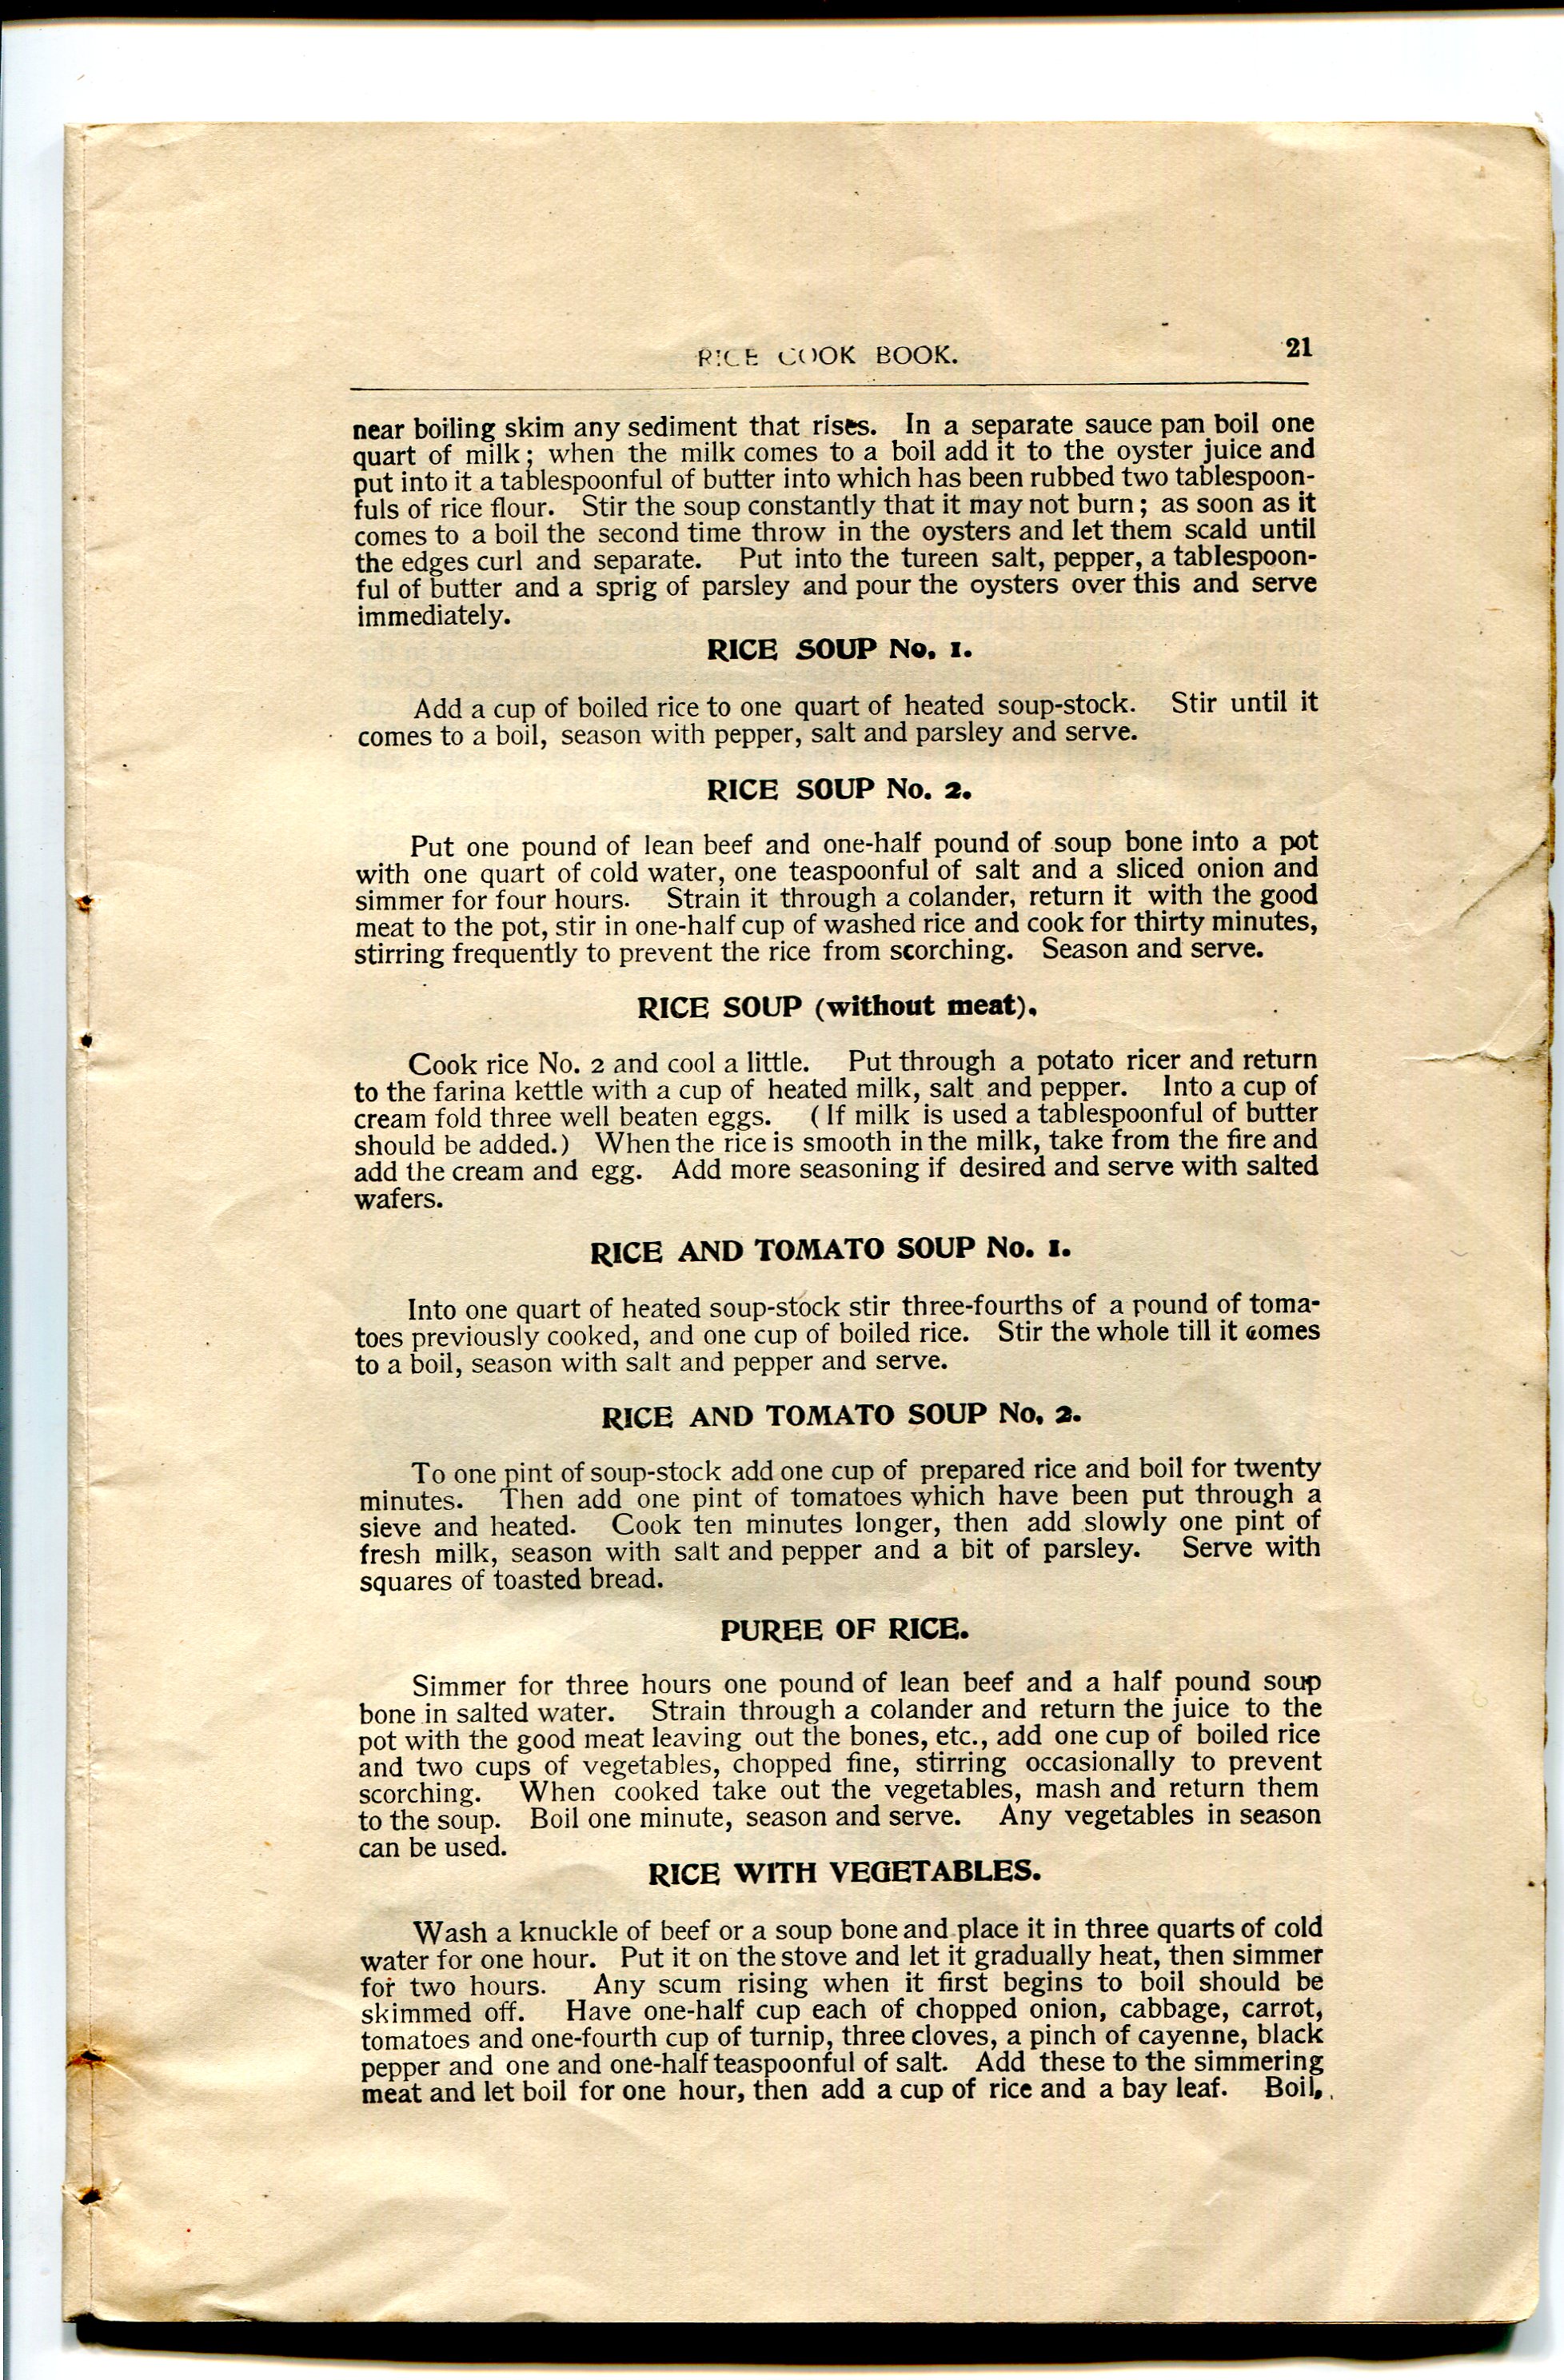 RICE COOK BOOK.
21
near boiling skim any sediment that rises. In a separate sauce pan boil one
quart of milk; when the milk comes to a boil add it to the oyster juice and
put into it a tablespoonful of butter into which has been rubbed two tablespoon-
fuls of rice flour. Stir the soup constantly that it may not burn; as soon as it
comes to a boil the second time throw in the oysters and let them scald until
the edges curl and separate. Put into the tureen salt, pepper, a tablespoon-
ful of butter and a sprig of parsley and pour the oysters over this and serve
immediately.
RICE SOUP No. 1.
Add a cup of boiled rice to one quart of heated soup-stock. Stir until it
comes to a boil, season with pepper, salt and parsley and serve.
RICE SOUP No. 2.
Put one pound of lean beef and one-half pound of soup bone into a pot
with one quart of cold water, one teaspoonful of salt and a sliced onion and
simmer for four hours. Strain it through a colander, return it with the good
meat to the pot, stir in one-half cup of washed rice and cook for thirty minutes,
stirring frequently to prevent the rice from scorching. Season and serve.
RICE SOUP (without meat).
Cook rice No. 2 and cool a little. Put through a potato ricer and return
to the farina kettle with a cup of heated milk, salt and pepper. Into a cup of
cream fold three well beaten eggs. (If milk is used a tablespoonful of butter
should be added.) When the rice is smooth in the milk, take from the fire and
add the cream and egg. Add more seasoning if desired and serve with salted
wafers.
RICE AND TOMATO SOUP No. 1.
Into one quart of heated soup-stock stir three-fourths of a pound of toma-
toes previously cooked, and one cup of boiled rice. Stir the whole till it comes
to a boil, season with salt and pepper and serve.
RICE AND TOMATO SOUP No. 2.
To one pint of soup-stock add one cup of prepared rice and boil for twenty
minutes. Then add one pint of tomatoes which have been put through a
sieve and heated. Cook ten minutes longer, then add slowly one pint of
fresh milk, season with salt and pepper and a bit of parsley. Serve with
squares of toasted bread.
PUREE OF RICE.
Simmer for three hours one pound of lean beef and a half pound soup
bone in salted water. Strain through a colander and return the juice to the
pot with the good meat leaving out the bones, etc., add one cup of boiled rice
and two cups of vegetables, chopped fine, stirring occasionally to prevent
scorching. When cooked take out the vegetables, mash and return them
to the soup. Boil one minute, season and serve. Any vegetables in season
can be used.
RICE WITH VEGETABLES.
Wash a knuckle of beef or a soup bone and place it in three quarts of cold
water for one hour. Put it on the stove and let it gradually heat, then simmer
for two hours. Any scum rising when it first begins to boil should be
skimmed off. Have one-half cup each of chopped onion, cabbage, carrot,
tomatoes and one-fourth cup of turnip, three cloves, a pinch of cayenne, black
pepper and one and one-half teaspoonful of salt. Add these to the simmering
meat and let boil for one hour, then add a cup of rice and a bay leaf. Boil,